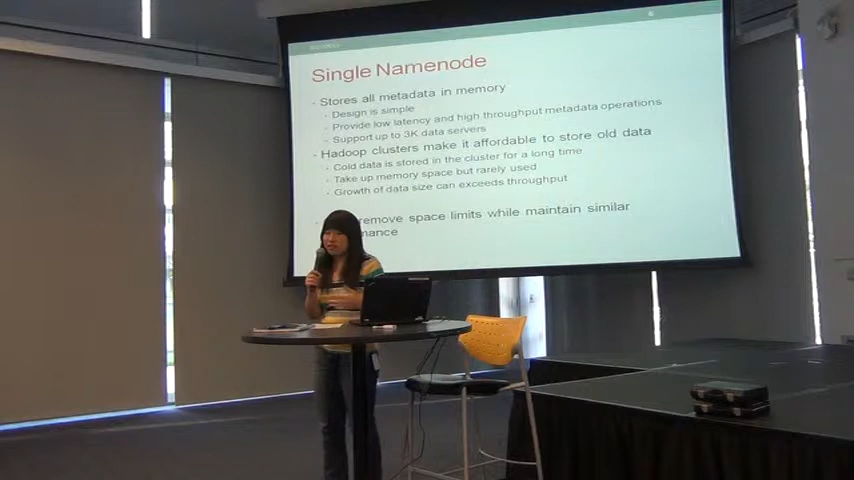 Single Namenode
Stores all metadata in memory
Design is simple
Provide low latency and high throughput metadata operations
Support up to 3K data servers
Hadoop clusters make it affordable to store old data
Cold data is stored in the cluster for a long time
Take up memory space but rarely used
Growth of data size can exceeds throughput
remove space limits while maintain similar